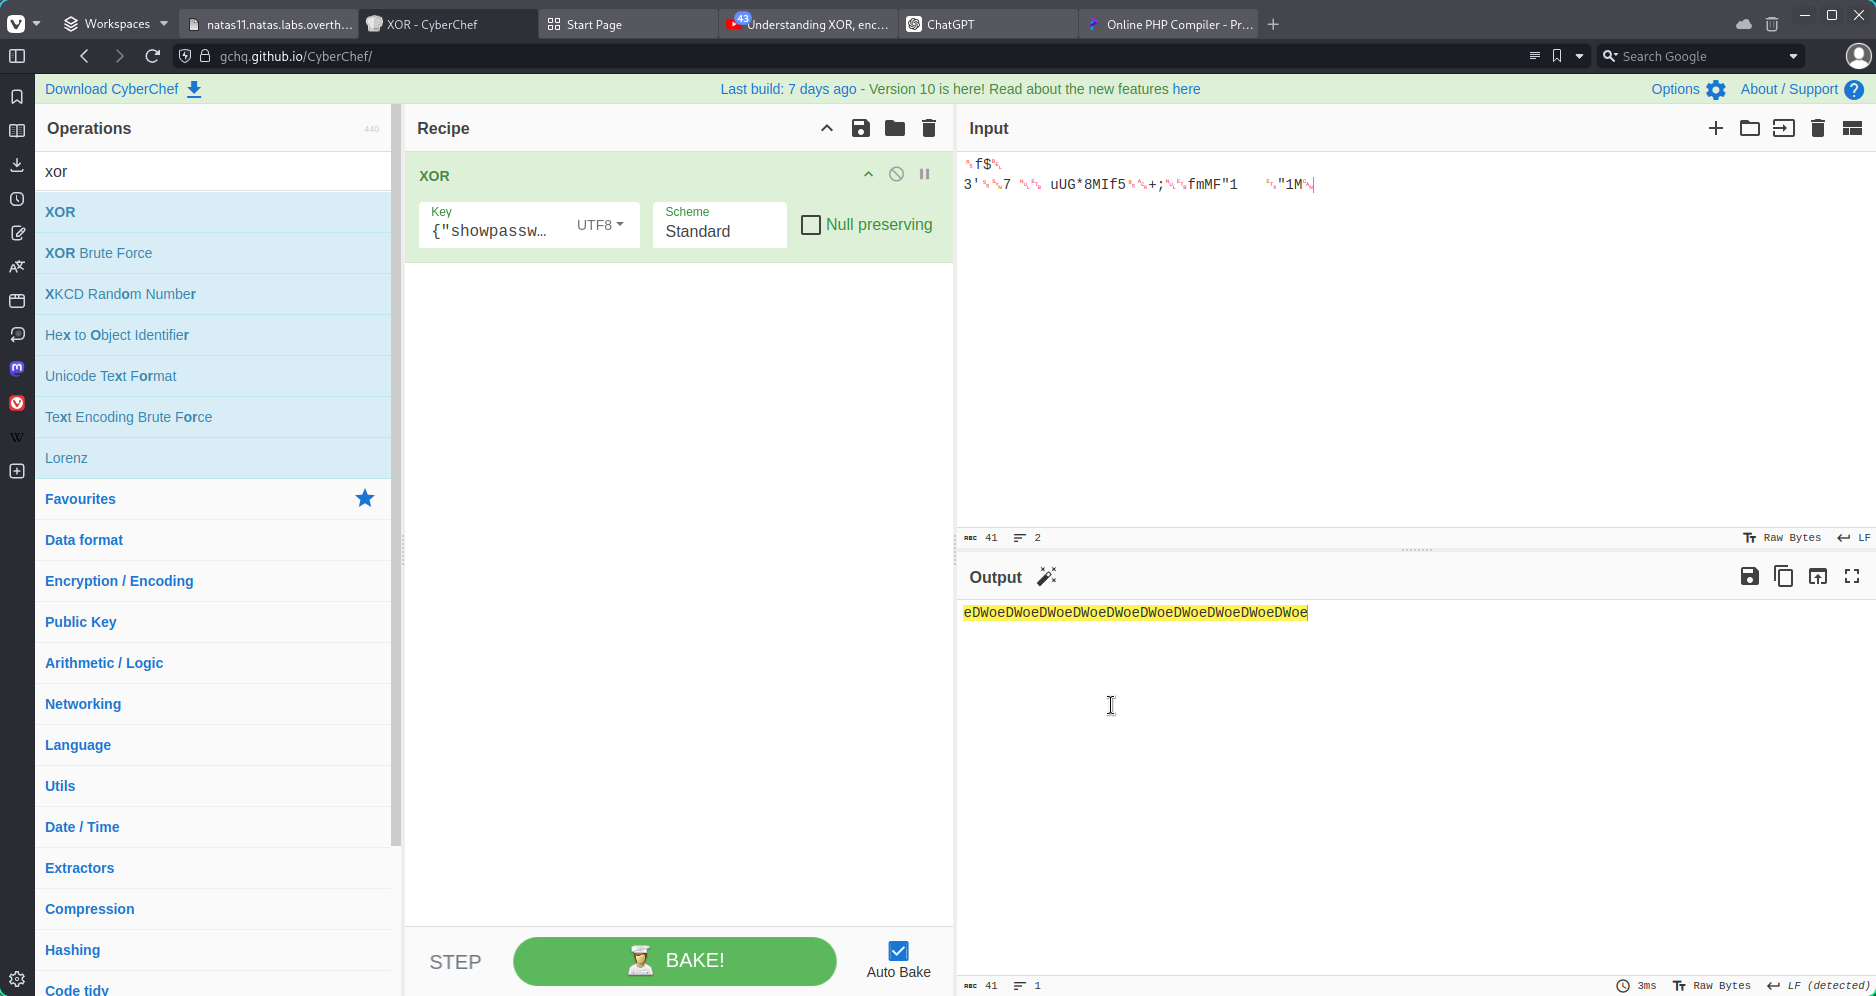 Workspaces
natas11.natas.labs.overth...
XOR - CyberChef
Start Page
43
Understanding XOR, enc...
ChatGPT
Online PHP Compiler - Pr...
gchq.github.io/CyberChef/
Search Google
Download CyberChef
Last build: 7 days ago - Version 10 is here! Read about the new features here
Options
About / Support
Operations
440
xor
XOR
XOR Brute Force
XKCD Random Number
Hex to Object Identifier
Unicode Text Format
Text Encoding Brute Force
Lorenz
Favourites
Data format
Encryption / Encoding
Public Key
Arithmetic / Logic
Networking
Language
Utils
Date / Time
Extractors
Compression
Hashing
Code tidy
Recipe
XOR
Key
{"showpassw...
UTF8
Scheme
Standard
Null preserving
STEP
BAKE!
Auto Bake
Input
f$
3' 7 uUG*8MIf5 +; fmMF"1 "1M
ABC 41 2
Raw Bytes LF
Output
eDWoeDWoeDWoeDWoeDWoeDWoeDWoeDWoeDWoeDWoe
ABC 41 1
3ms Raw Bytes LF (detected)